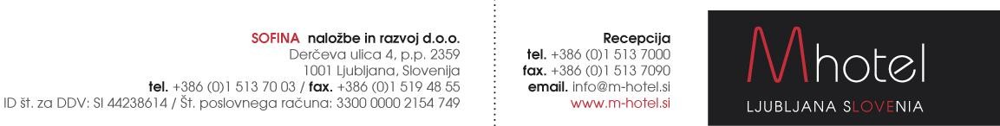 SOFINA naložbe in razvoj d.o.o.
Derčeva ulica 4, p.p. 2359
1001 Ljubljana, Slovenija
tel. +386 (0)1 513 70 03 / fax. +386 (0)1 519 48 55
ID št. za DDV: SI 44238614 / Št. poslovnega računa: 3300 0000 2154 749
Recepcija
tel. +386 (0)1 513 7000
fax. +386 (0)1 513 7090
email. info@m-hotel.si
www.m-hotel.si
Mhotel
LJUBLJANA SLOVENIA